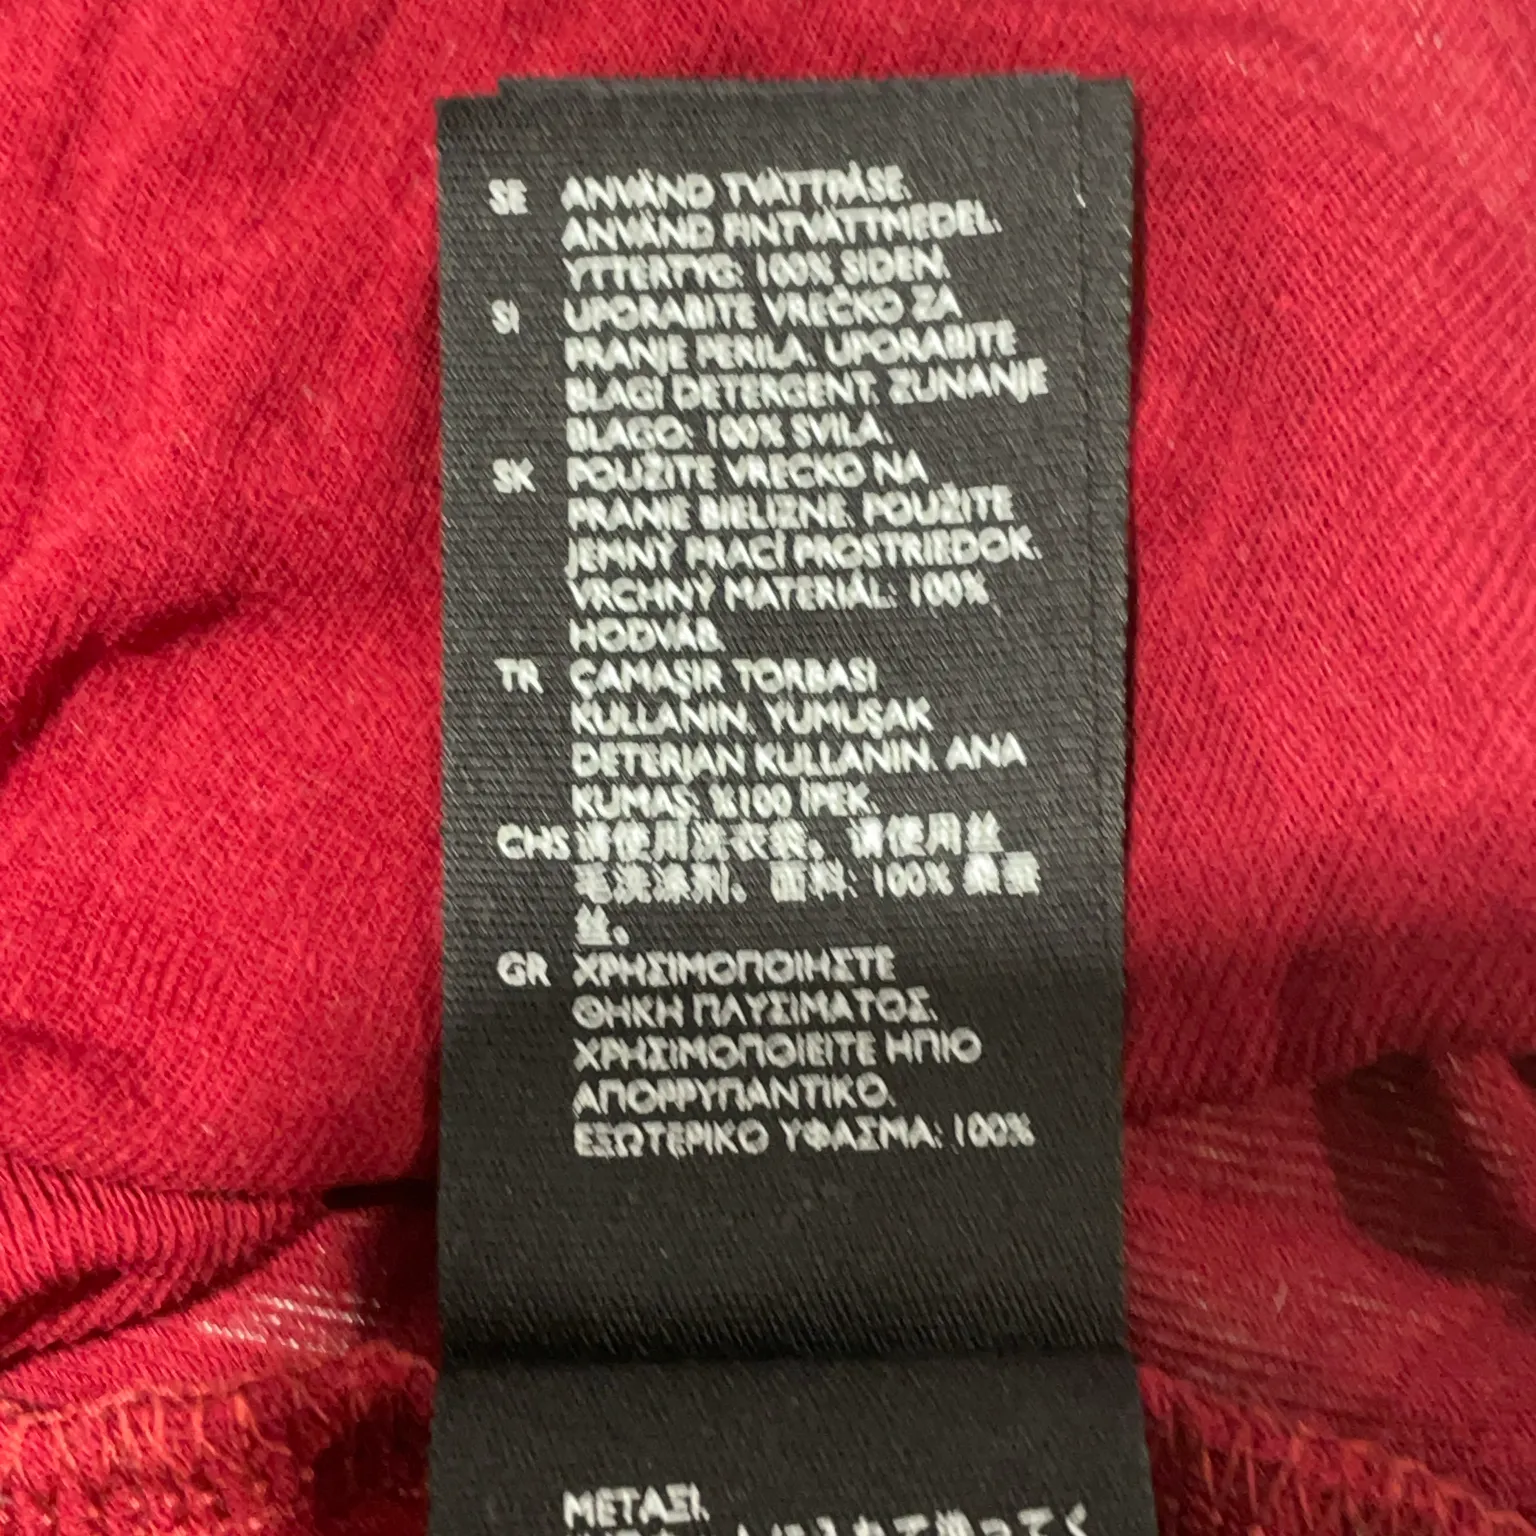 SE ANVÄND TVÄTTPÅSE.
ANVÄND FINTVÄTTMEDEL.
YTTERTYG: 100% SIDEN.
SI UPORABITE VREČKO ZA
PRANJE PERILA. UPORABITE
BLAGI DETERGENT. ZUNANJE
BLAGO: 100% SVILA.
SK POUŽITE VRECKO NA
PRANIE BIELIZNE. POUŽITE
JEMNÝ PRACÍ PROSTRIEDOK.
VRCHNÝ MATERIÁL: 100%
HODVÁB.
TR ÇAMAŞIR TORBASI
KULLANIN. YUMUŞAK
DETERJAN KULLANIN. ANA
KUMAŞ: %100 İPEK.
CHS 请使用洗衣袋。请使用丝
毛洗涤剂。面料: 100% 桑蚕
丝。
GR ΧΡΗΣΙΜΟΠΟΙΗΣΤΕ
ΘΗΚΗ ΠΛΥΣΙΜΑΤΟΣ.
ΧΡΗΣΙΜΟΠΟΙΕΙΤΕ ΗΠΙΟ
ΑΠΟΡΡΥΠΑΝΤΙΚΟ.
ΕΞΩΤΕΡΙΚΟ ΥΦΑΣΜΑ: 100%
ΜΕΤΑΞΙ.